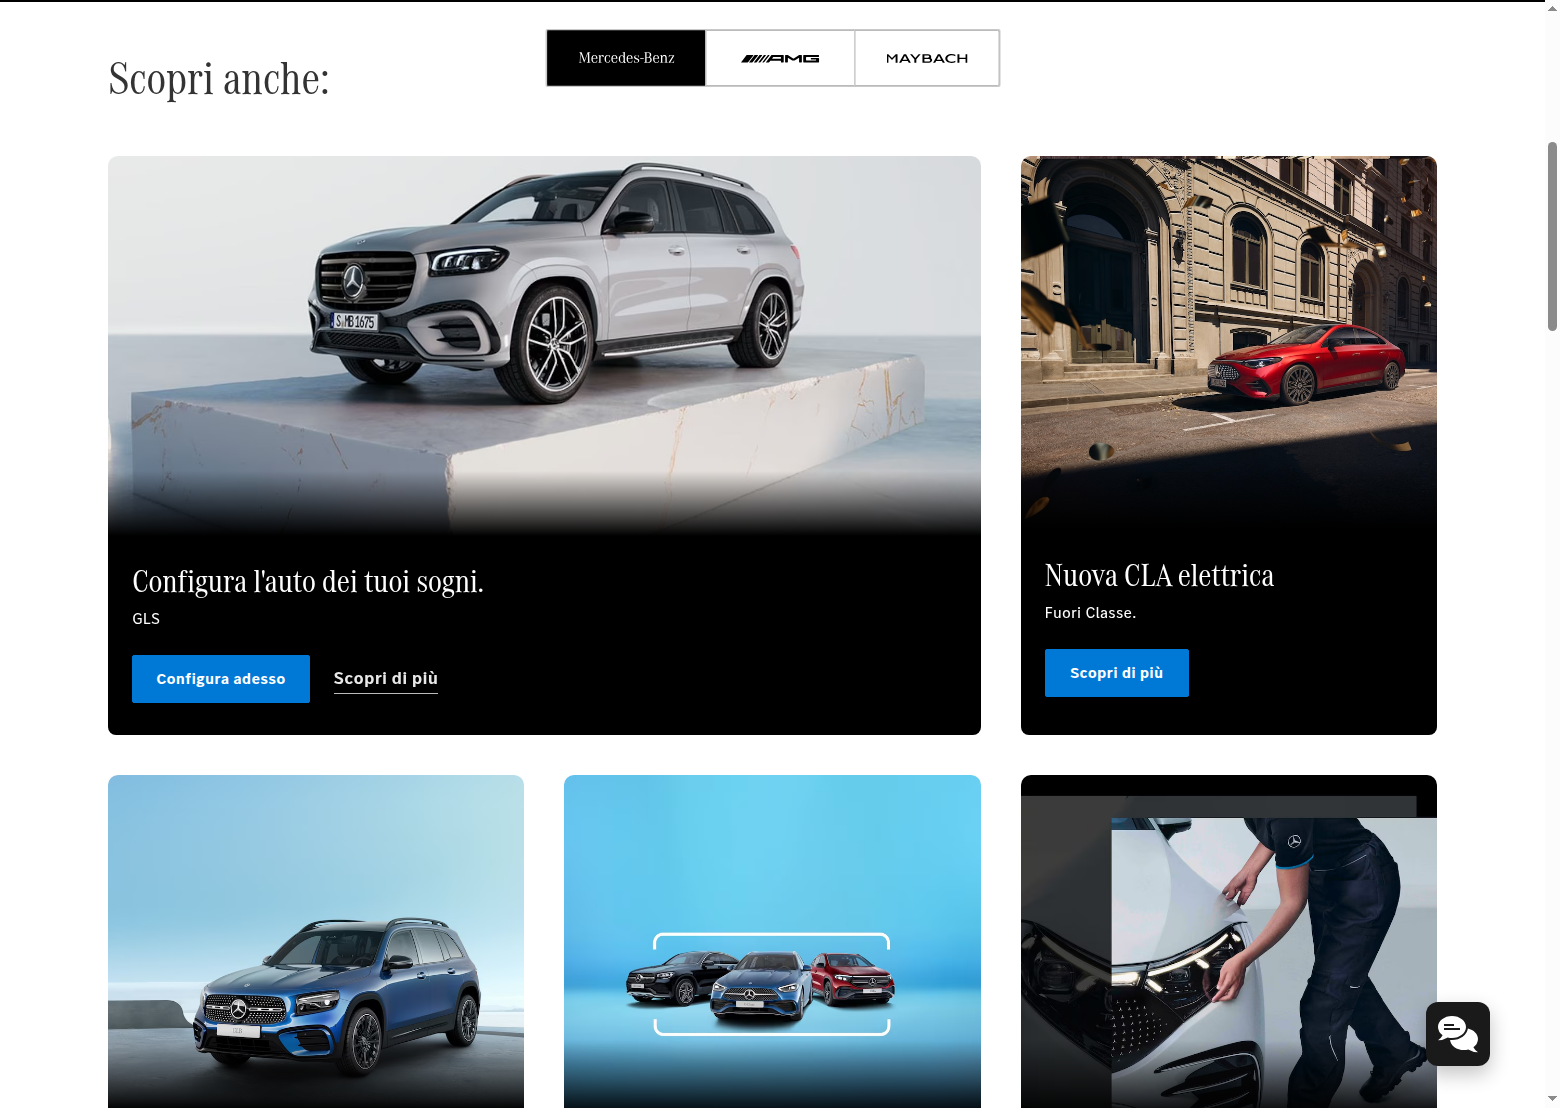 Scopri anche:
Mercedes-Benz
AMG
MAYBACH
S MB 1675
Configura l'auto dei tuoi sogni.
GLS
Configura adesso
Scopri di più
Nuova CLA elettrica
Fuori Classe.
Scopri di più